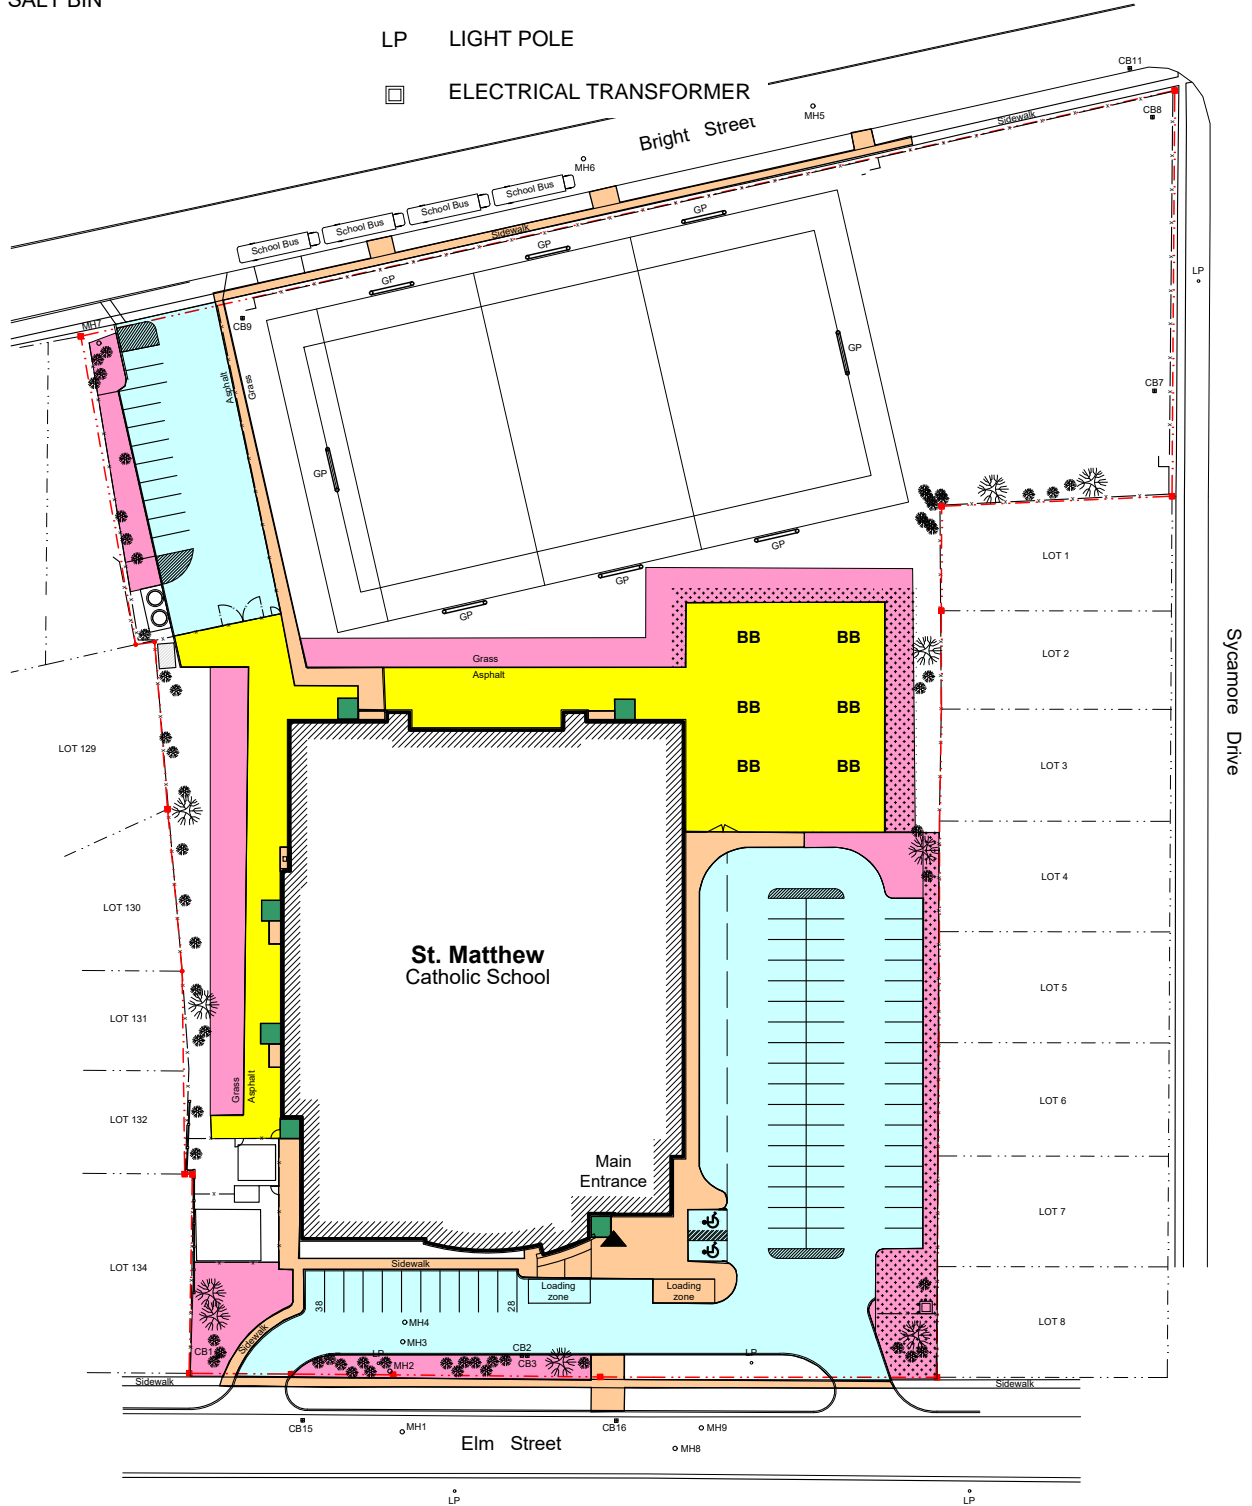 SALT BIN
LP LIGHT POLE
ELECTRICAL TRANSFORMER
CB11
MH5
CB8
Sidewalk
Bright Street
MH6
School Bus
School Bus
School Bus
School Bus
Sidewalk
GP
GP
GP
LP
CB9
MH7
GP
Asphalt
Grass
CB7
GP
GP
GP
GP
LOT 1
BB BB
LOT 2
Grass
Asphalt
Sycamore Drive
BB BB
LOT 129
BB BB
LOT 3
LOT 4
LOT 130
St. Matthew
Catholic School
LOT 5
LOT 131
Grass
Asphalt
LOT 6
LOT 132
Main
Entrance
LOT 7
LOT 134
Sidewalk
Loading
zone
Loading
zone
38
28
MH4
LOT 8
Sidewalk
MH3
CB1
CB2
LP
CB3
LP
MH2
Sidewalk
Sidewalk
CB15
MH1
CB16
MH9
Elm Street
MH8
LP
LP